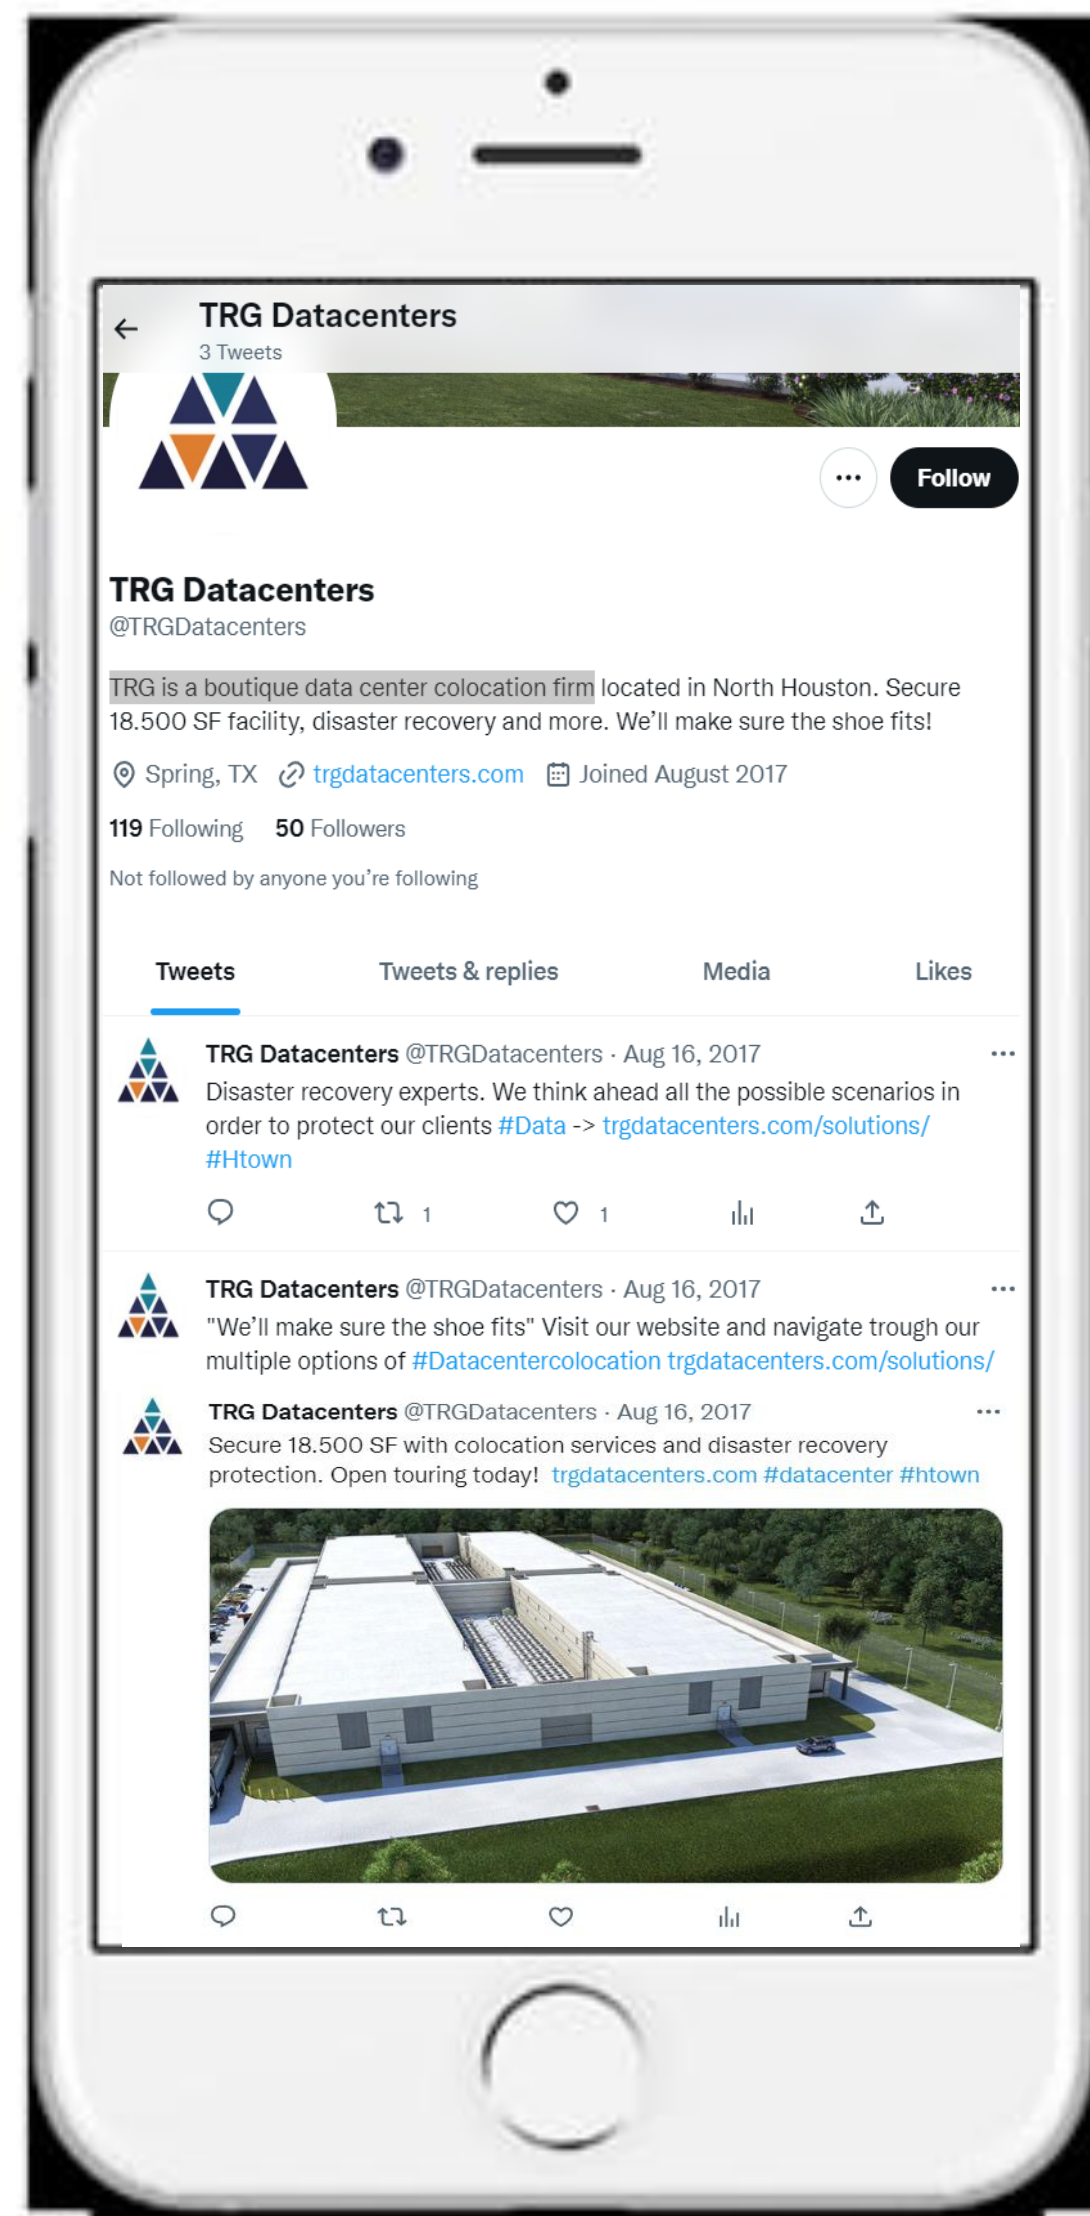 TRG Datacenters
3 Tweets
Follow
TRG Datacenters
@TRGDatacenters
TRG is a boutique data center colocation firm located in North Houston. Secure
18.500 SF facility, disaster recovery and more. We’ll make sure the shoe fits!
Spring, TX trgdatacenters.com Joined August 2017
119 Following 50 Followers
Not followed by anyone you’re following
Tweets Tweets & replies Media Likes
TRG Datacenters @TRGDatacenters · Aug 16, 2017
Disaster recovery experts. We think ahead all the possible scenarios in
order to protect our clients #Data -> trgdatacenters.com/solutions/
#Htown
1 1
TRG Datacenters @TRGDatacenters · Aug 16, 2017
"We’ll make sure the shoe fits" Visit our website and navigate trough our
multiple options of #Datacentercolocation trgdatacenters.com/solutions/
TRG Datacenters @TRGDatacenters · Aug 16, 2017
Secure 18.500 SF with colocation services and disaster recovery
protection. Open touring today! trgdatacenters.com #datacenter #htown